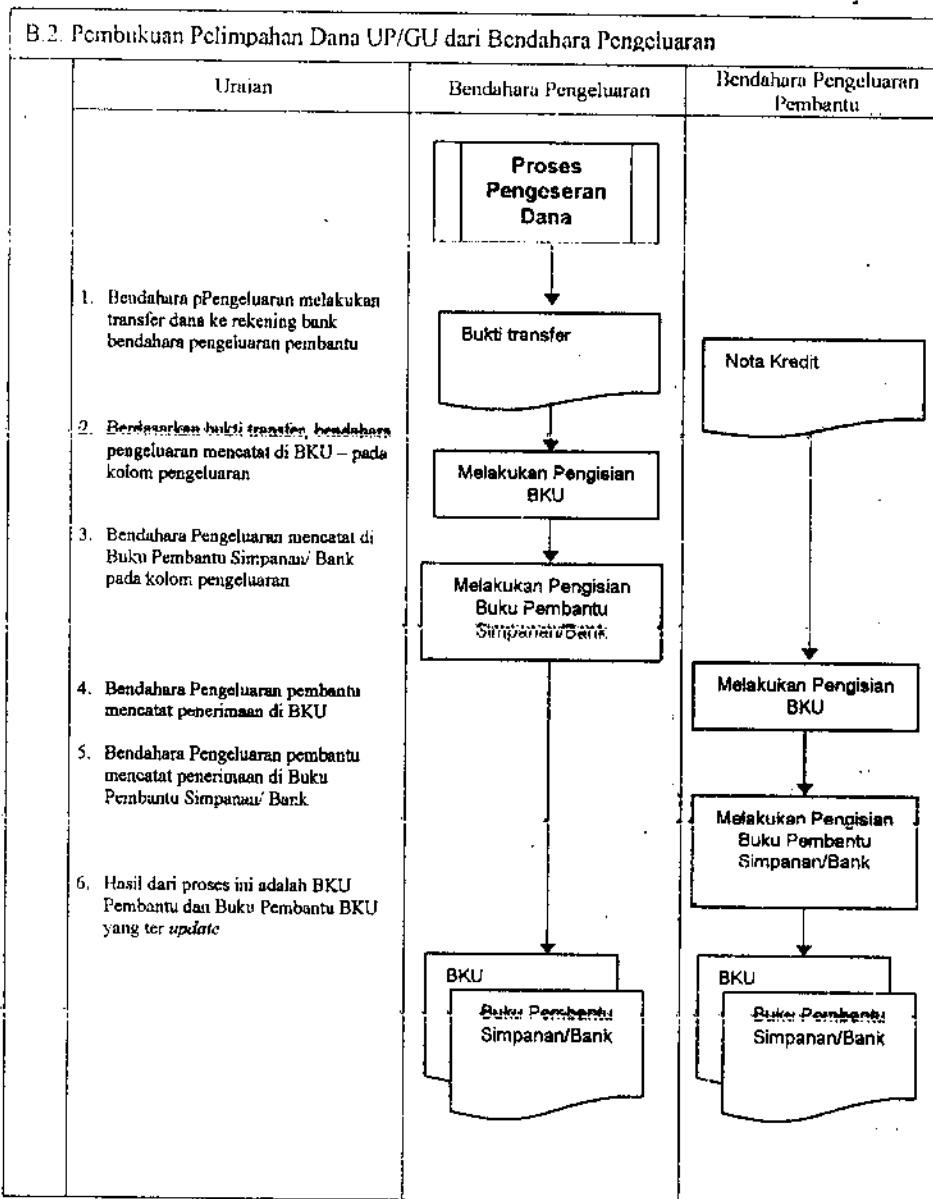 B.2. Pembukuan Pelimpahan Dana UP/GU dari Bendahara Pengeluaran
Uraian
Bendahara Pengeluaran
Bendahara Pengeluaran
Pembantu
Proses
Pengeseran
Dana
1. Bendahara pPengeluaran melakukan
transfer dana ke rekening bank
bendahara pengeluaran pembantu
Bukti transfer
Nota Kredit
2. Berdasarkan bukti transfer, bendahara
pengeluaran mencatat di BKU – pada
kolom pengeluaran
Melakukan Pengisian
BKU
3. Bendahara Pengeluaran mencatat di
Buku Pembantu Simpanan/ Bank
pada kolom pengeluaran
Melakukan Pengisian
Buku Pembantu
Simpanan/Bank
4. Bendahara Pengeluaran pembantu
mencatat penerimaan di BKU
Melakukan Pengisian
BKU
5. Bendahara Pengeluaran pembantu
mencatat penerimaan di Buku
Pembantu Simpanan/ Bank
Melakukan Pengisian
Buku Pembantu
Simpanan/Bank
6. Hasil dari proses ini adalah BKU
Pembantu dan Buku Pembantu BKU
yang ter update
BKU
Buku Pembantu
Simpanan/Bank
BKU
Buku Pembantu
Simpanan/Bank